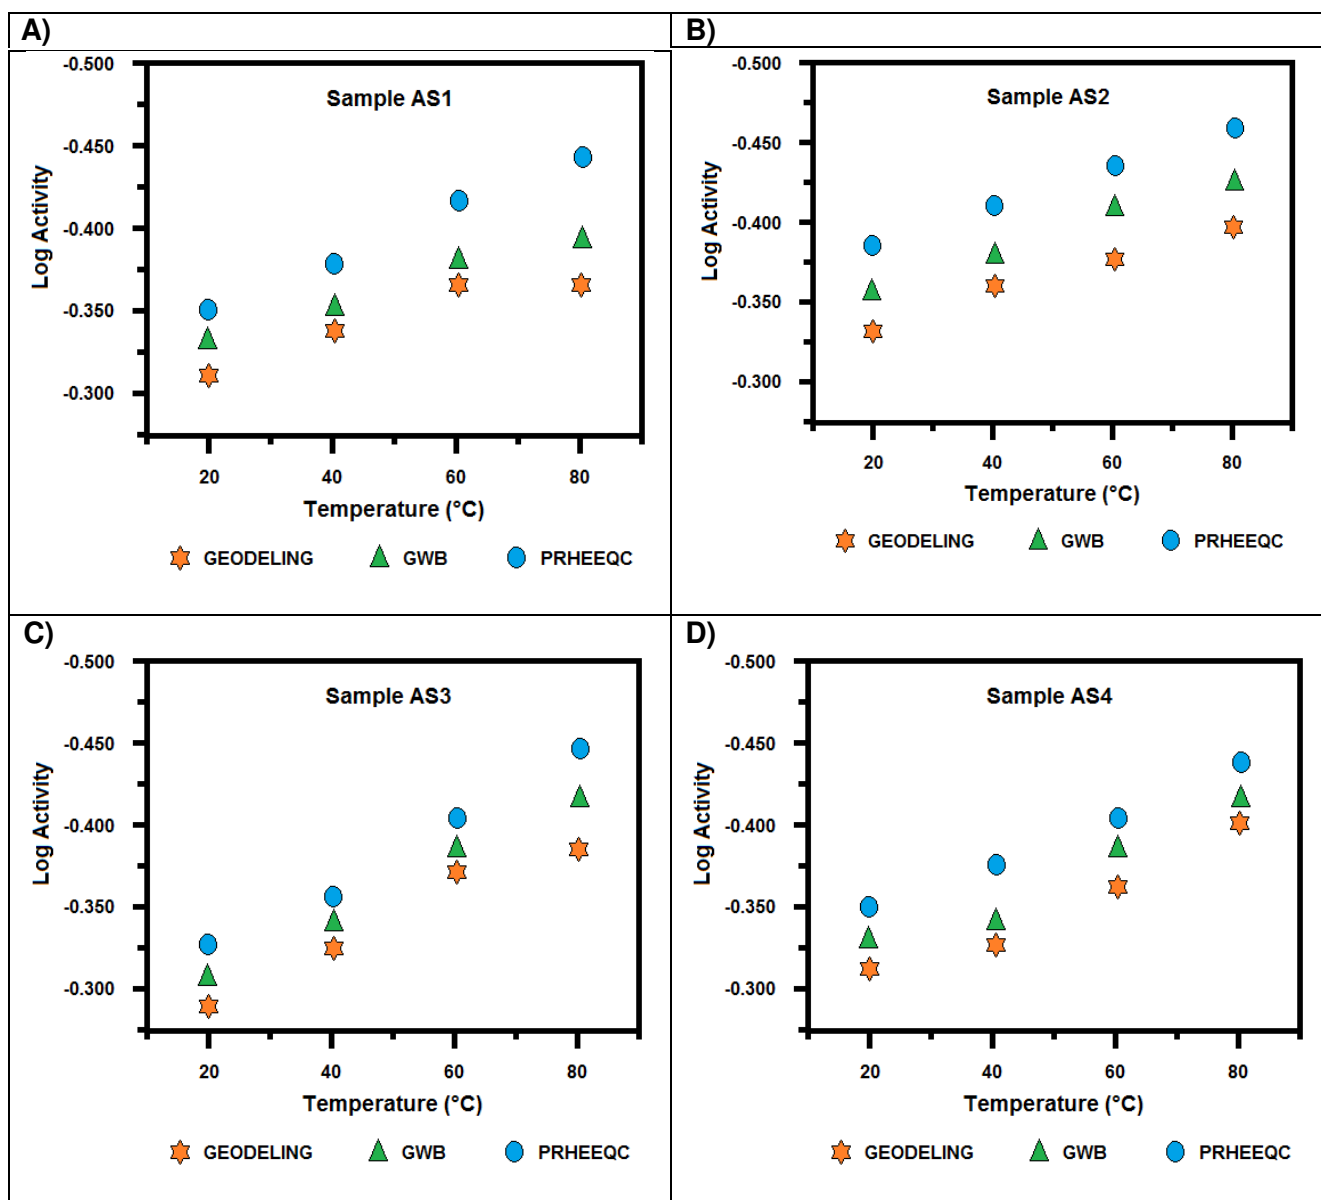 A)
Sample AS1
Log Activity
-0.500
-0.450
-0.400
-0.350
-0.300
20 40 60 80
Temperature (°C)
GEODELING GWB PRHEEQC
B)
Sample AS2
Log Activity
-0.500
-0.450
-0.400
-0.350
-0.300
20 40 60 80
Temperature (°C)
GEODELING GWB PRHEEQC
C)
Sample AS3
Log Activity
-0.500
-0.450
-0.400
-0.350
-0.300
20 40 60 80
Temperature (°C)
GEODELING GWB PRHEEQC
D)
Sample AS4
Log Activity
-0.500
-0.450
-0.400
-0.350
-0.300
20 40 60 80
Temperature (°C)
GEODELING GWB PRHEEQC